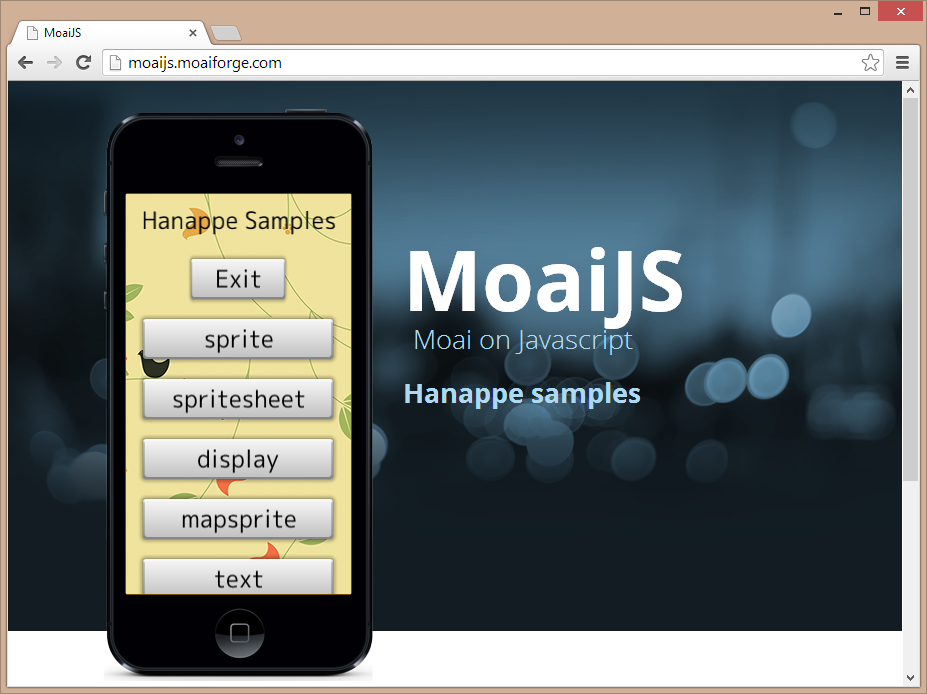 MoaiJS
moaijs.moaiforge.com
Hanappe Samples
Exit
sprite
spritesheet
display
mapsprite
text
MoaiJS
Moai on Javascript
Hanappe samples